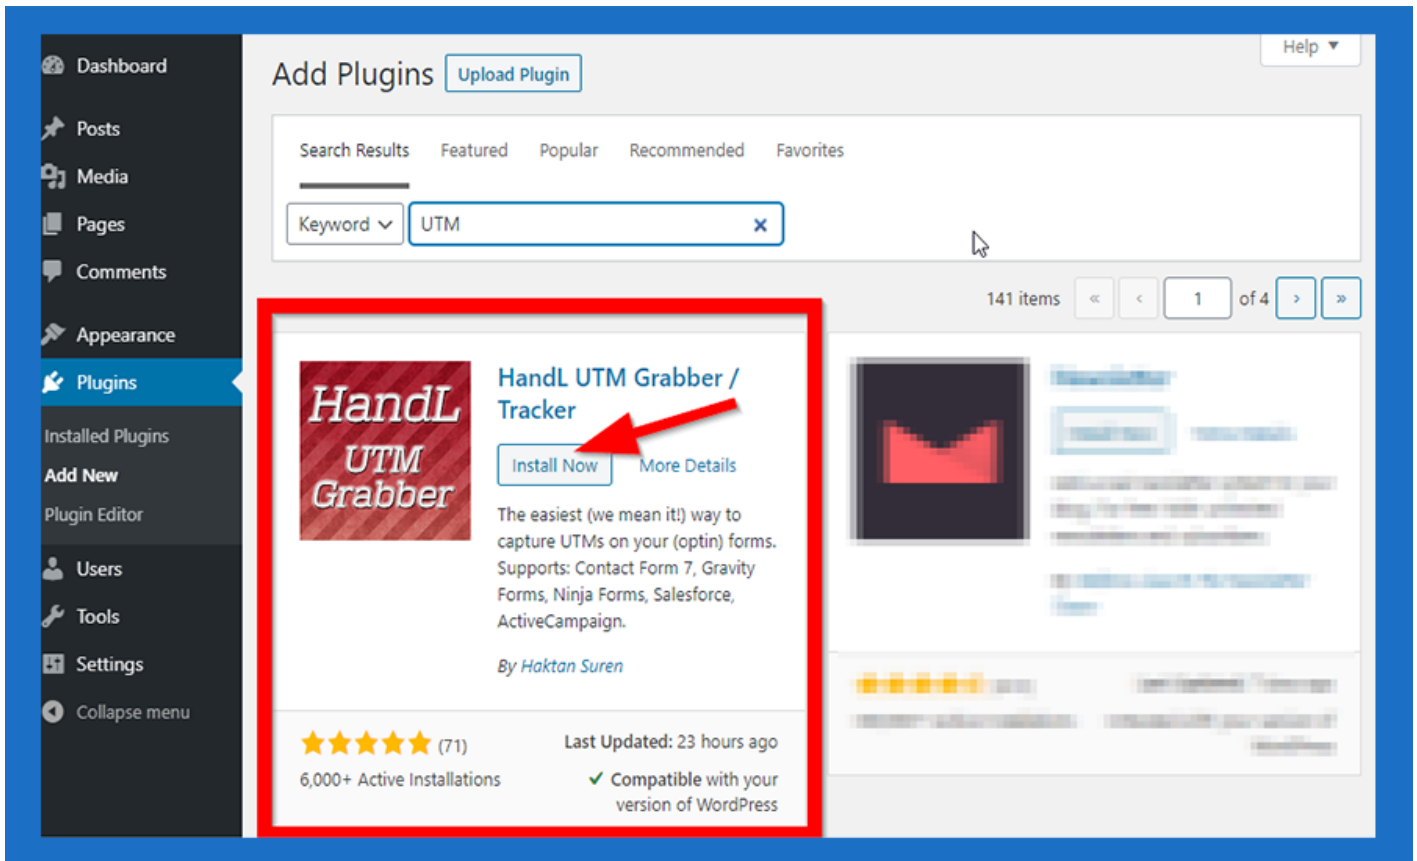 Dashboard
Posts
Media
Pages
Comments
Appearance
Plugins
Installed Plugins
Add New
Plugin Editor
Users
Tools
Settings
Collapse menu
Help
Add Plugins
Upload Plugin
Search Results Featured Popular Recommended Favorites
Keyword UTM
141 items « ‹ 1 of 4 › »
HandL
UTM
Grabber
HandL UTM Grabber /
Tracker
Install Now More Details
The easiest (we mean it!) way to
capture UTMs on your (optin) forms.
Supports: Contact Form 7, Gravity
Forms, Ninja Forms, Salesforce,
ActiveCampaign.
By Haktan Suren
(71) Last Updated: 23 hours ago
6,000+ Active Installations ✔ Compatible with your
version of WordPress